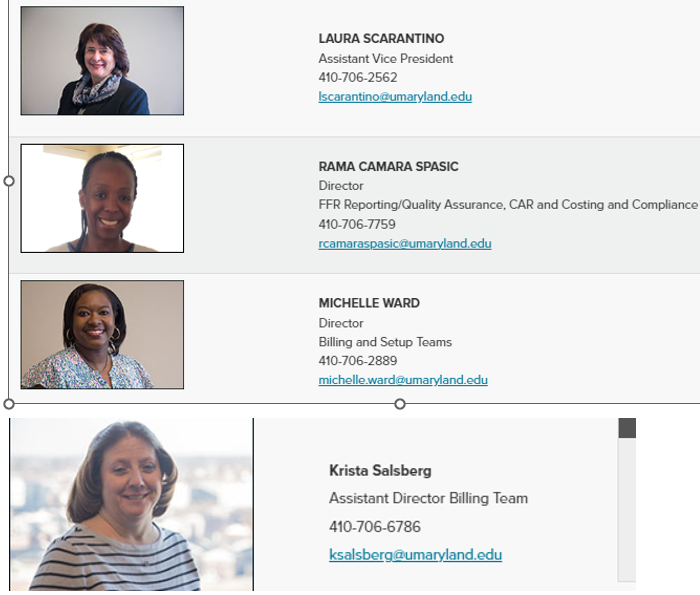 LAURA SCARANTINO
Assistant Vice President
410-706-2562
lscarantino@umaryland.edu
RAMA CAMARA SPASIC
Director
FFR Reporting/Quality Assurance, CAR and Costing and Compliance
410-706-7759
rcamaraspasic@umaryland.edu
MICHELLE WARD
Director
Billing and Setup Teams
410-706-2889
michelle.ward@umaryland.edu
Krista Salsberg
Assistant Director Billing Team
410-706-6786
ksalsberg@umaryland.edu